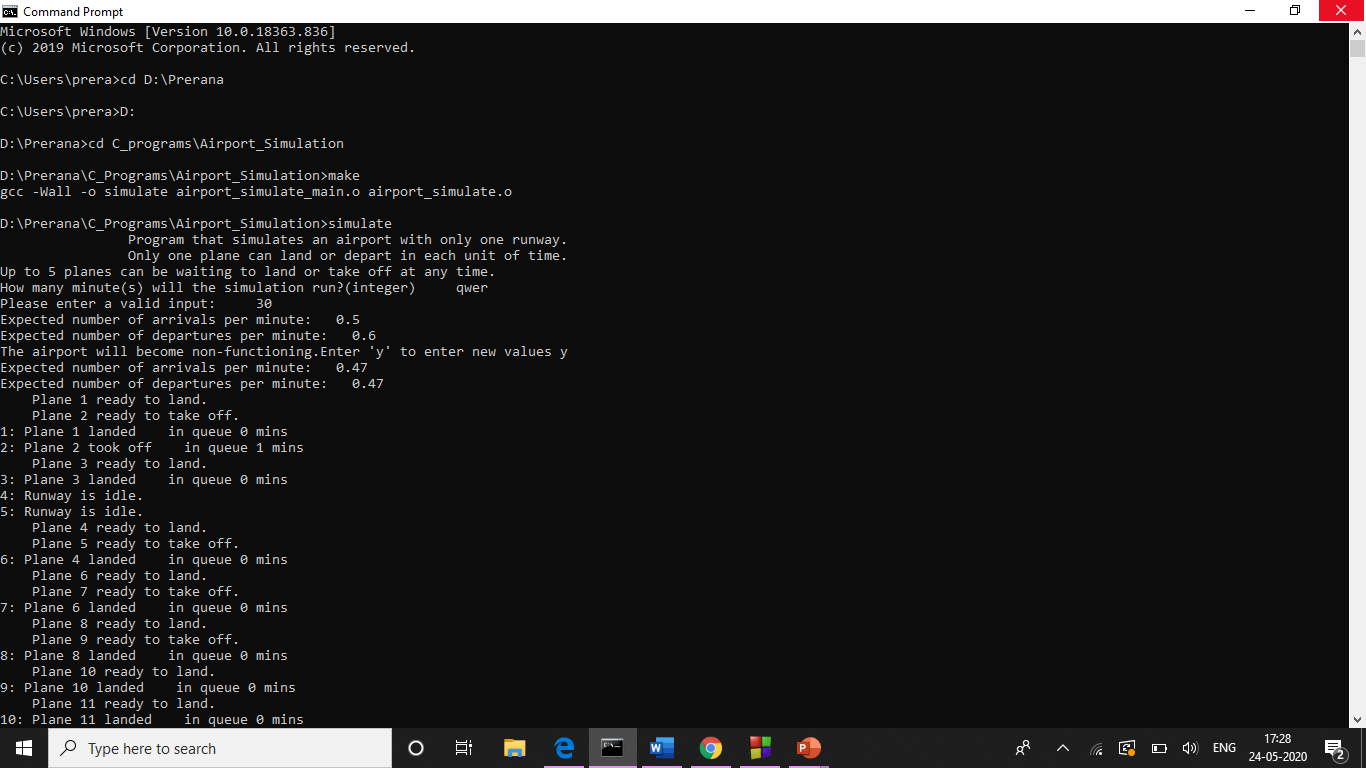 Command Prompt
Microsoft Windows [Version 10.0.18363.836]
(c) 2019 Microsoft Corporation. All rights reserved.
C:\Users\prera>cd D:\Prerana
C:\Users\prera>D:
D:\Prerana>cd C_programs\Airport_Simulation
D:\Prerana\C_Programs\Airport_Simulation>make
gcc -Wall -o simulate airport_simulate_main.o airport_simulate.o
D:\Prerana\C_Programs\Airport_Simulation>simulate
Program that simulates an airport with only one runway.
Only one plane can land or depart in each unit of time.
Up to 5 planes can be waiting to land or take off at any time.
How many minute(s) will the simulation run?(integer)     qwer
Please enter a valid input:     30
Expected number of arrivals per minute:   0.5
Expected number of departures per minute:   0.6
The airport will become non-functioning.Enter 'y' to enter new values y
Expected number of arrivals per minute:   0.47
Expected number of departures per minute:   0.47
Plane 1 ready to land.
Plane 2 ready to take off.
1: Plane 1 landed    in queue 0 mins
2: Plane 2 took off    in queue 1 mins
Plane 3 ready to land.
3: Plane 3 landed    in queue 0 mins
4: Runway is idle.
5: Runway is idle.
Plane 4 ready to land.
Plane 5 ready to take off.
6: Plane 4 landed    in queue 0 mins
Plane 6 ready to land.
Plane 7 ready to take off.
7: Plane 6 landed    in queue 0 mins
Plane 8 ready to land.
Plane 9 ready to take off.
8: Plane 8 landed    in queue 0 mins
Plane 10 ready to land.
9: Plane 10 landed    in queue 0 mins
Plane 11 ready to land.
10: Plane 11 landed    in queue 0 mins
Type here to search
ENG
17:28
24-05-2020
2